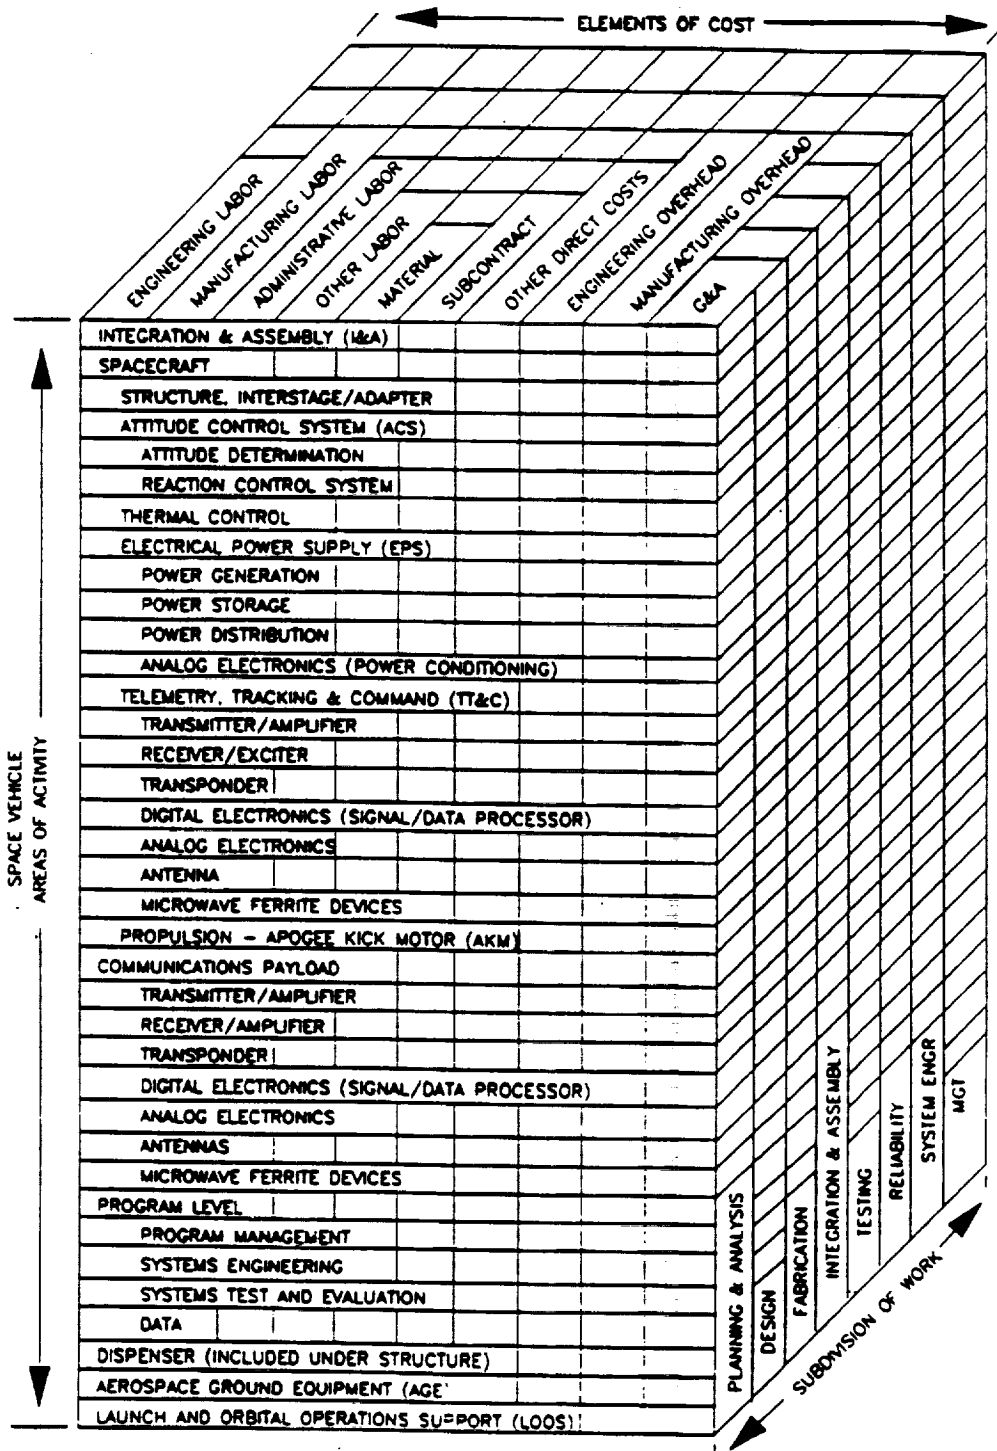 ELEMENTS OF COST
ENGINEERING LABOR
MANUFACTURING LABOR
ADMINISTRATIVE LABOR
OTHER LABOR
MATERIAL
SUBCONTRACT
OTHER DIRECT COSTS
ENGINEERING OVERHEAD
MANUFACTURING OVERHEAD
G&A
SPACE VEHICLE
AREAS OF ACTIVITY
INTEGRATION & ASSEMBLY (I&A)
SPACECRAFT
STRUCTURE, INTERSTAGE/ADAPTER
ATTITUDE CONTROL SYSTEM (ACS)
ATTITUDE DETERMINATION
REACTION CONTROL SYSTEM
THERMAL CONTROL
ELECTRICAL POWER SUPPLY (EPS)
POWER GENERATION
POWER STORAGE
POWER DISTRIBUTION
ANALOG ELECTRONICS (POWER CONDITIONING)
TELEMETRY, TRACKING & COMMAND (TT&C)
TRANSMITTER/AMPLIFIER
RECEIVER/EXCITER
TRANSPONDER
DIGITAL ELECTRONICS (SIGNAL/DATA PROCESSOR)
ANALOG ELECTRONICS
ANTENNA
MICROWAVE FERRITE DEVICES
PROPULSION - APOGEE KICK MOTOR (AKM)
COMMUNICATIONS PAYLOAD
TRANSMITTER/AMPLIFIER
RECEIVER/AMPLIFIER
TRANSPONDER
DIGITAL ELECTRONICS (SIGNAL/DATA PROCESSOR)
ANALOG ELECTRONICS
ANTENNAS
MICROWAVE FERRITE DEVICES
PROGRAM LEVEL
PROGRAM MANAGEMENT
SYSTEMS ENGINEERING
SYSTEMS TEST AND EVALUATION
DATA
DISPENSER (INCLUDED UNDER STRUCTURE)
AEROSPACE GROUND EQUIPMENT (AGE)
LAUNCH AND ORBITAL OPERATIONS SUPPORT (LOOS)
PLANNING & ANALYSIS
DESIGN
FABRICATION
INTEGRATION & ASSEMBLY
TESTING
RELIABILITY
SYSTEM ENGR
MGT
SUBDIVISION OF WORK